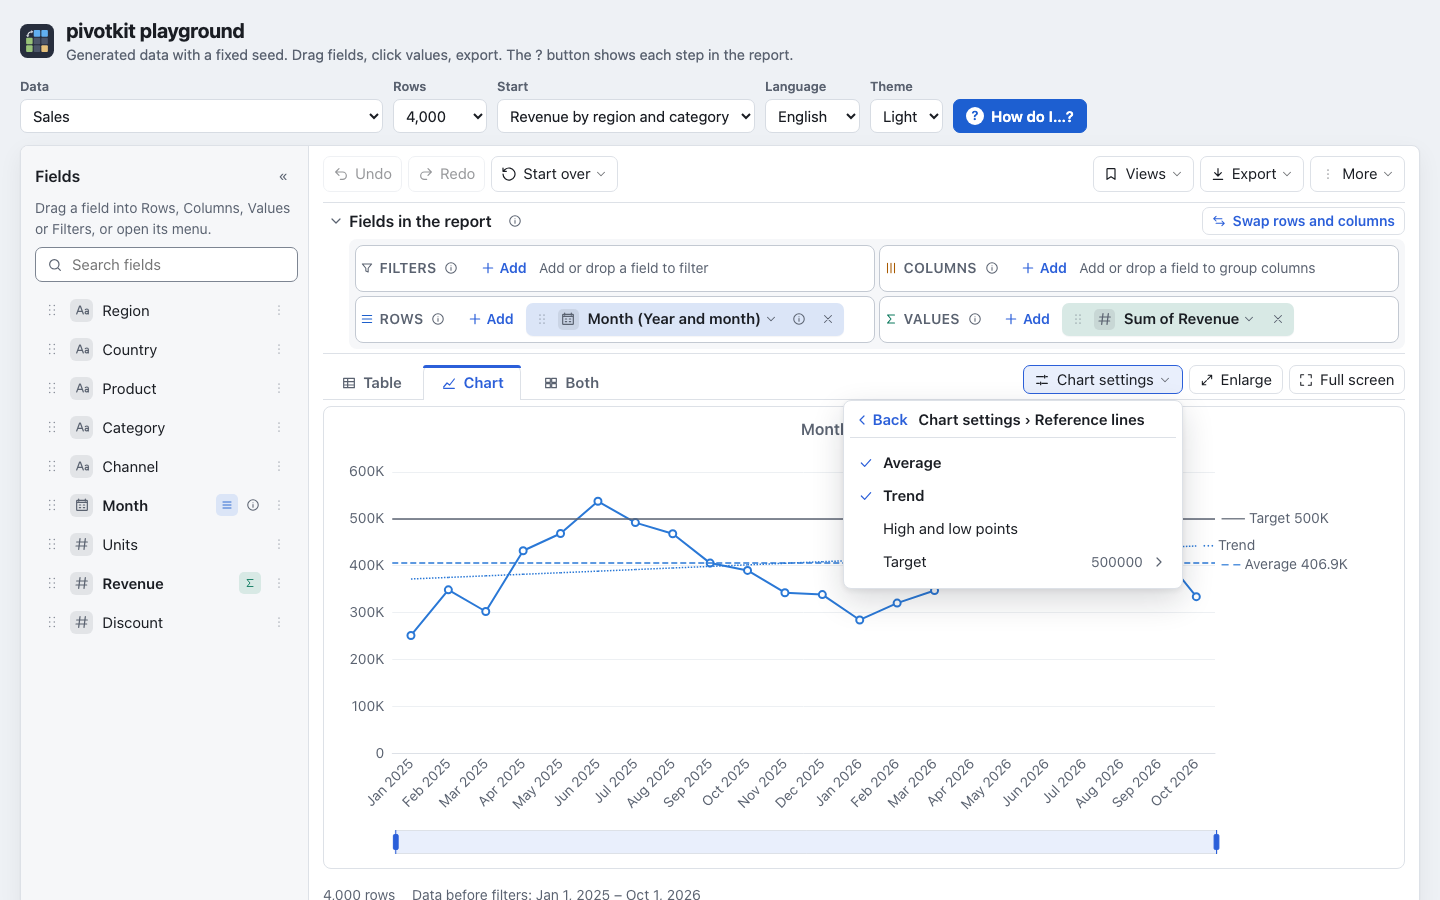 pivotkit playground
Generated data with a fixed seed. Drag fields, click values, export. The ? button shows each step in the report.
Data
Rows
Start
Language
Theme
Sales
4,000
Revenue by region and category
English
Light
? How do I...?
Fields
«
Drag a field into Rows, Columns, Values
or Filters, or open its menu.
Search fields
Aa Region
Aa Country
Aa Product
Aa Category
Aa Channel
Month
# Units
# Revenue Σ
# Discount
Undo
Redo
Start over
Views
Export
More
Fields in the report
Swap rows and columns
FILTERS
+ Add
Add or drop a field to filter
COLUMNS
+ Add
Add or drop a field to group columns
ROWS
+ Add
Month (Year and month)
Σ VALUES
+ Add
# Sum of Revenue
Table
Chart
Both
Chart settings
Enlarge
Full screen
Back
Chart settings › Reference lines
Average
Trend
High and low points
Target
500000
600K
500K
400K
300K
200K
100K
0
Target 500K
Trend
Average 406.9K
Jan 2025
Feb 2025
Mar 2025
Apr 2025
May 2025
Jun 2025
Jul 2025
Aug 2025
Sep 2025
Oct 2025
Nov 2025
Dec 2025
Jan 2026
Feb 2026
Mar 2026
Apr 2026
May 2026
Jun 2026
Jul 2026
Aug 2026
Sep 2026
Oct 2026
4,000 rows
Data before filters: Jan 1, 2025 – Oct 1, 2026